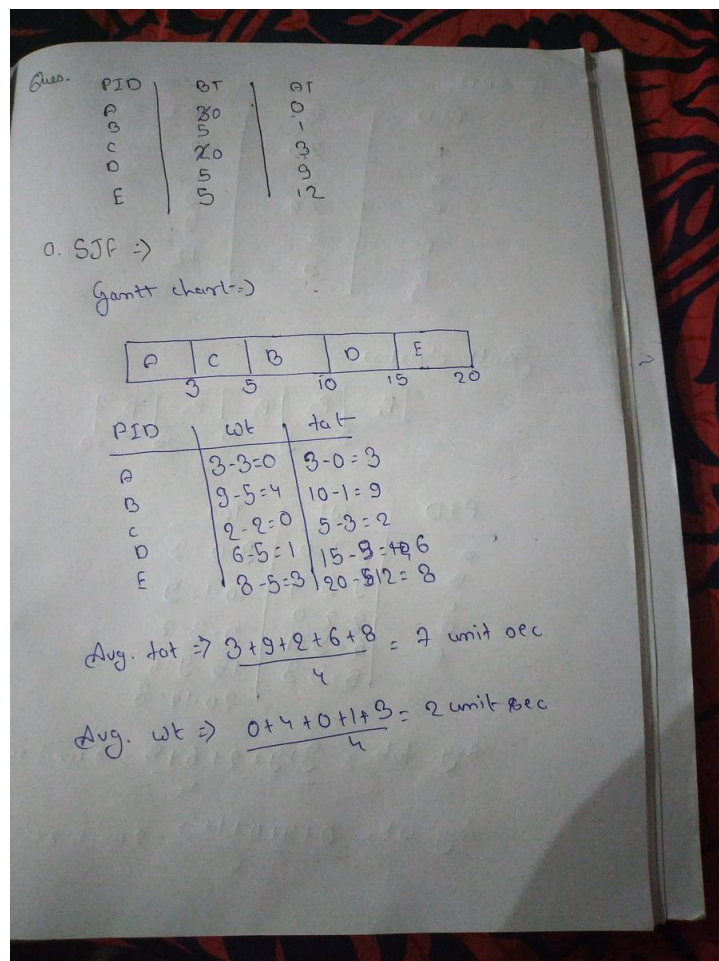 Ques. PID BT AT
A 30 0
B 5 1
C 20 3
D 5 9
E 5 12
0. SJF =>
Gantt chart =>
A C B D E
3 5 10 15 20
PID wt tat
A 3-3=0 3-0=3
B 9-5=4 10-1=9
C 2-2=0 5-3=2
D 6-5=1 15-9=6
E 8-5=3 20-12=8
Avg. tat => 3+9+2+6+8 = 7 unit sec
4
Avg. wt => 0+4+0+1+3 = 2 unit sec
4